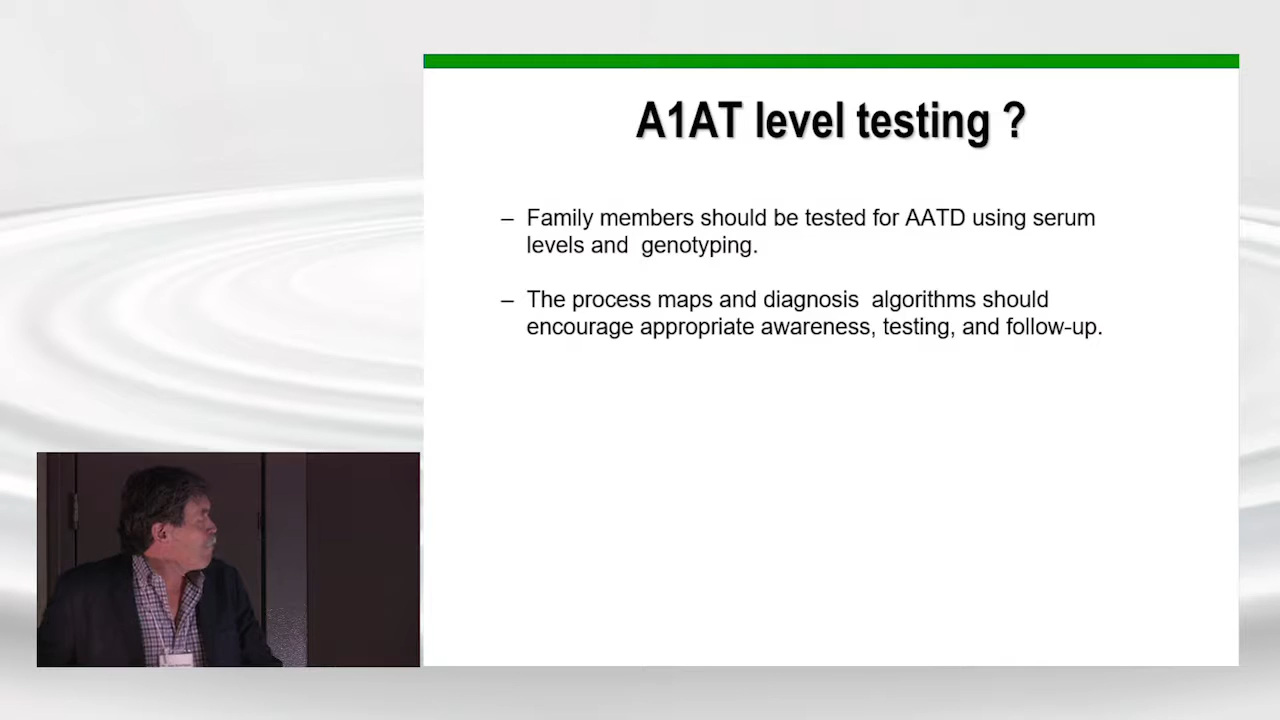 A1AT level testing ?
– Family members should be tested for AATD using serum
levels and genotyping.
– The process maps and diagnosis algorithms should
encourage appropriate awareness, testing, and follow-up.